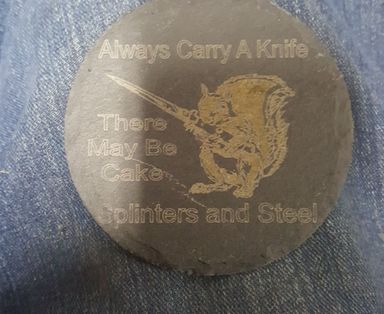 Always Carry A Knife
There
May Be
Cake
Splinters and Steel